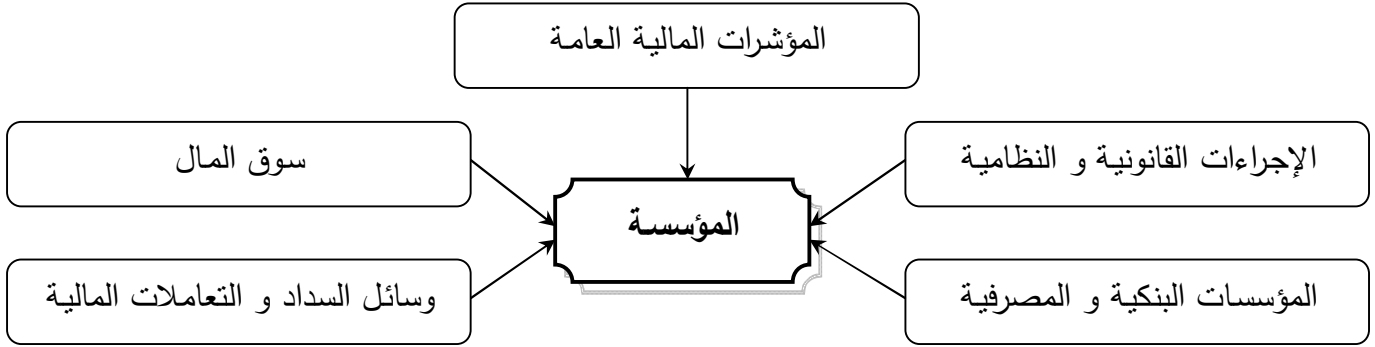 المؤشرات المالية العامة
الإجراءات القانونية و النظامية
سوق المال
المؤسسة
المؤسسات البنكية و المصرفية
وسائل السداد و التعاملات المالية